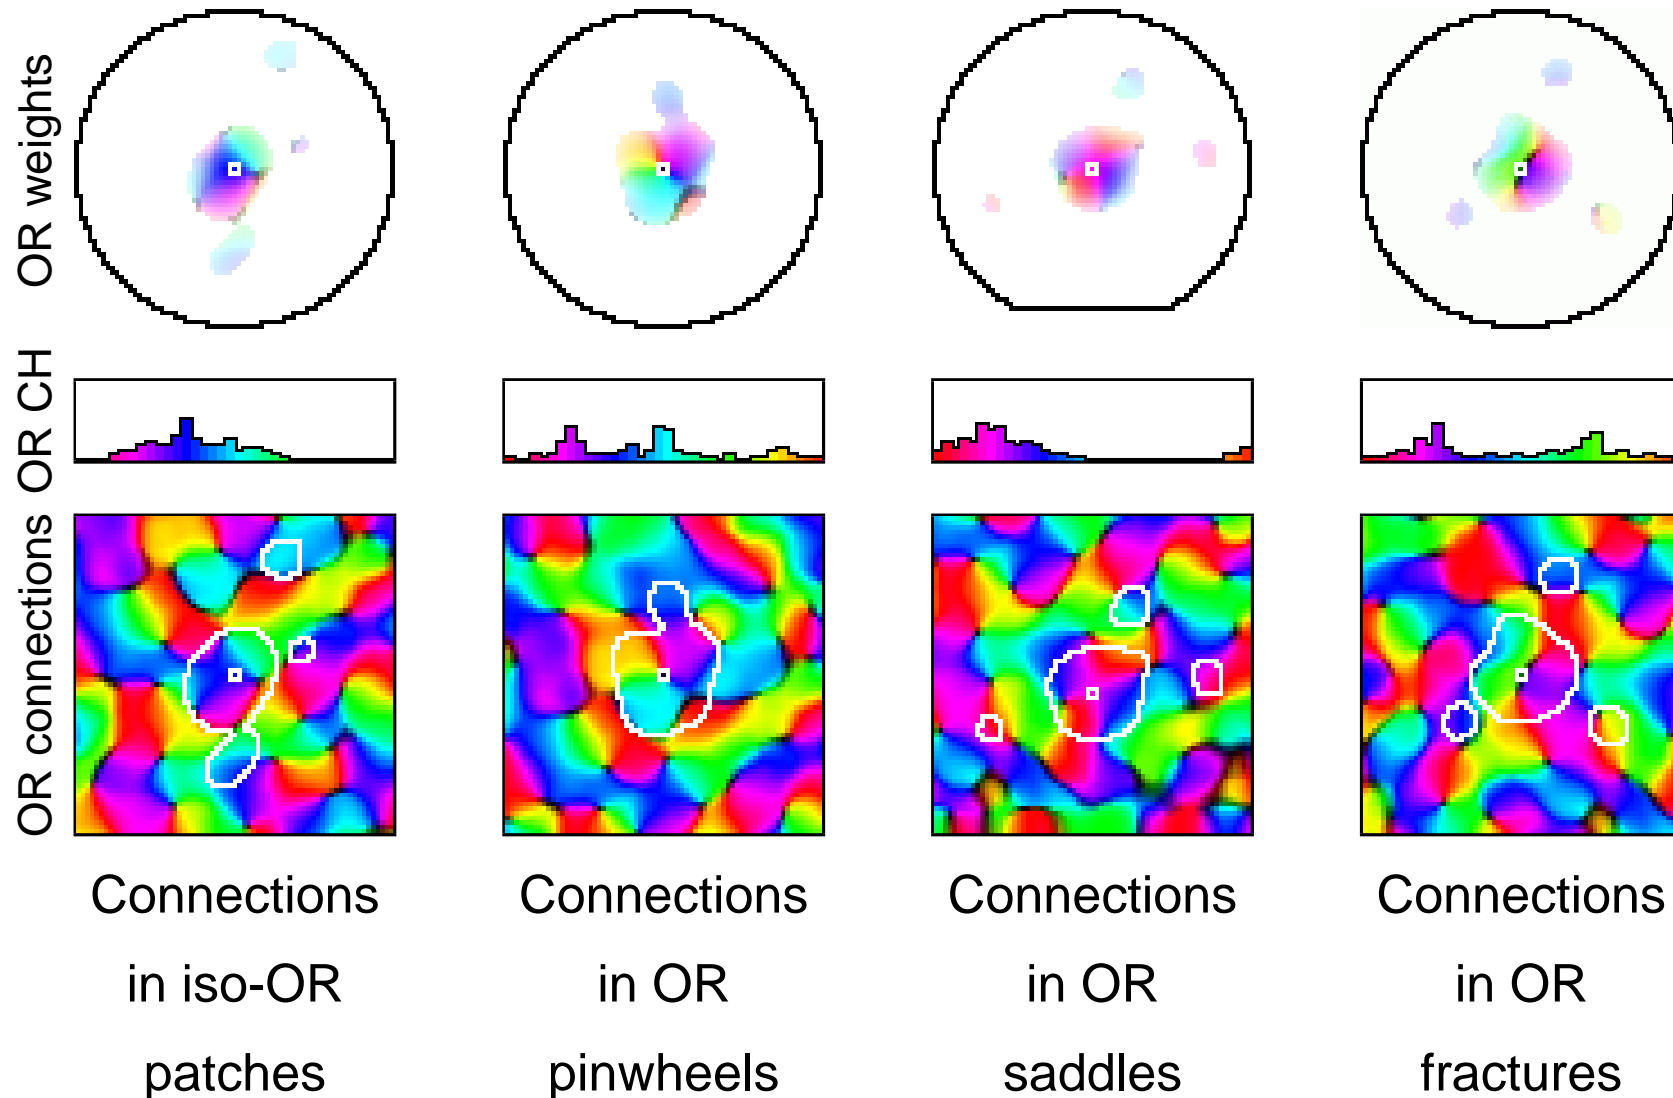 OR weights
OR CH
OR connections
Connections
in iso-OR
patches
Connections
in OR
pinwheels
Connections
in OR
saddles
Connections
in OR
fractures